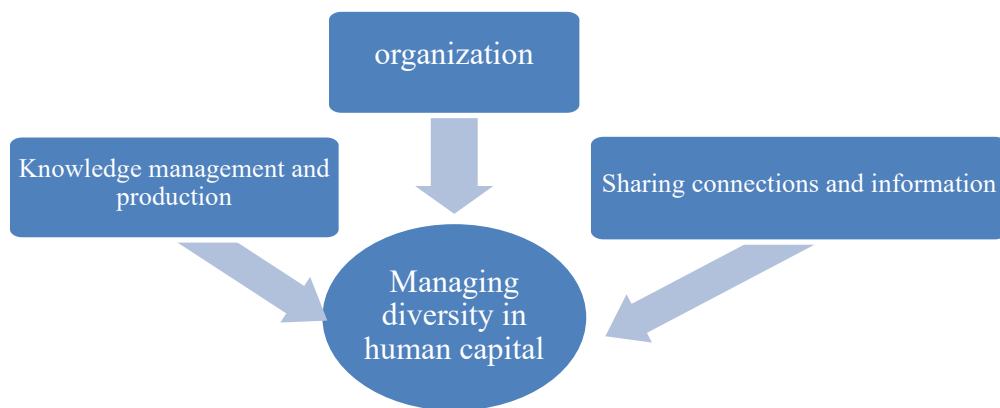 organization
Knowledge management and
production
Sharing connections and information
Managing
diversity in
human capital